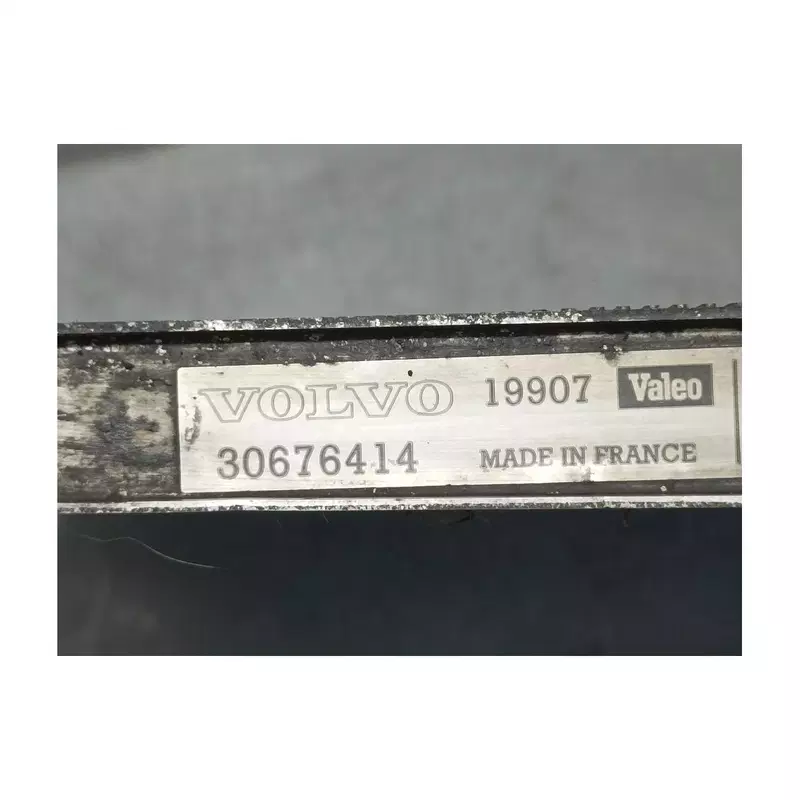 VOLVO 19907 Valeo
30676414 MADE IN FRANCE